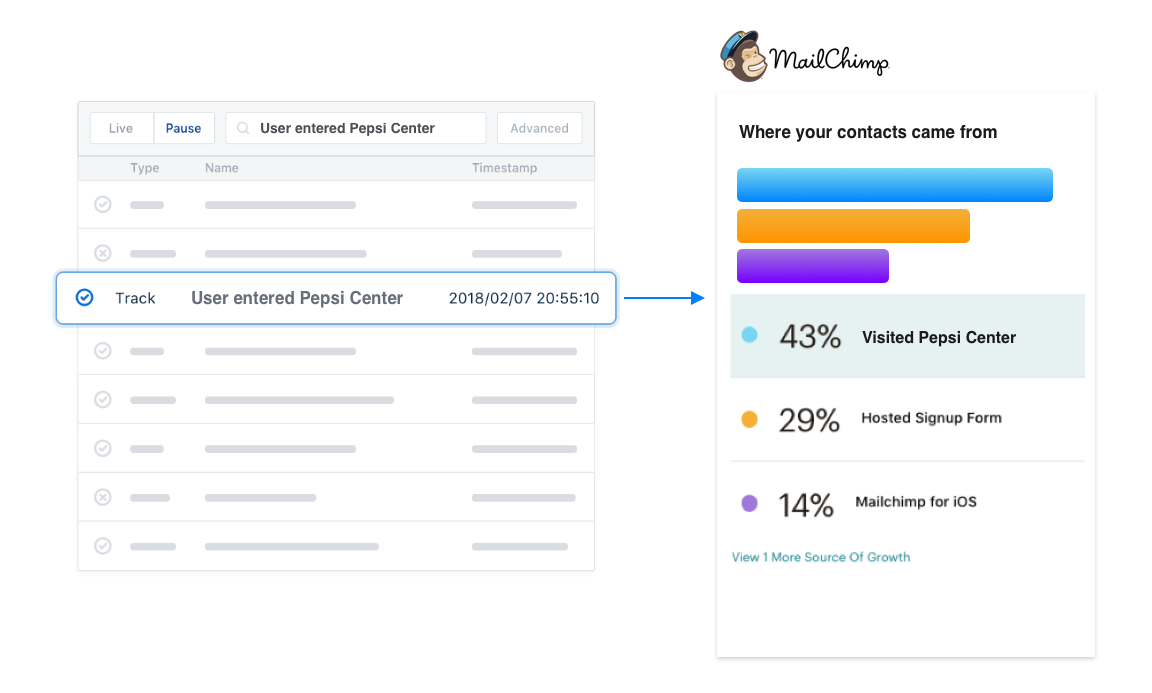 MailChimp
Live
Pause
User entered Pepsi Center
Advanced
Type
Name
Timestamp
Track
User entered Pepsi Center
2018/02/07 20:55:10
Where your contacts came from
43%
Visited Pepsi Center
29%
Hosted Signup Form
14%
Mailchimp for iOS
View 1 More Source Of Growth